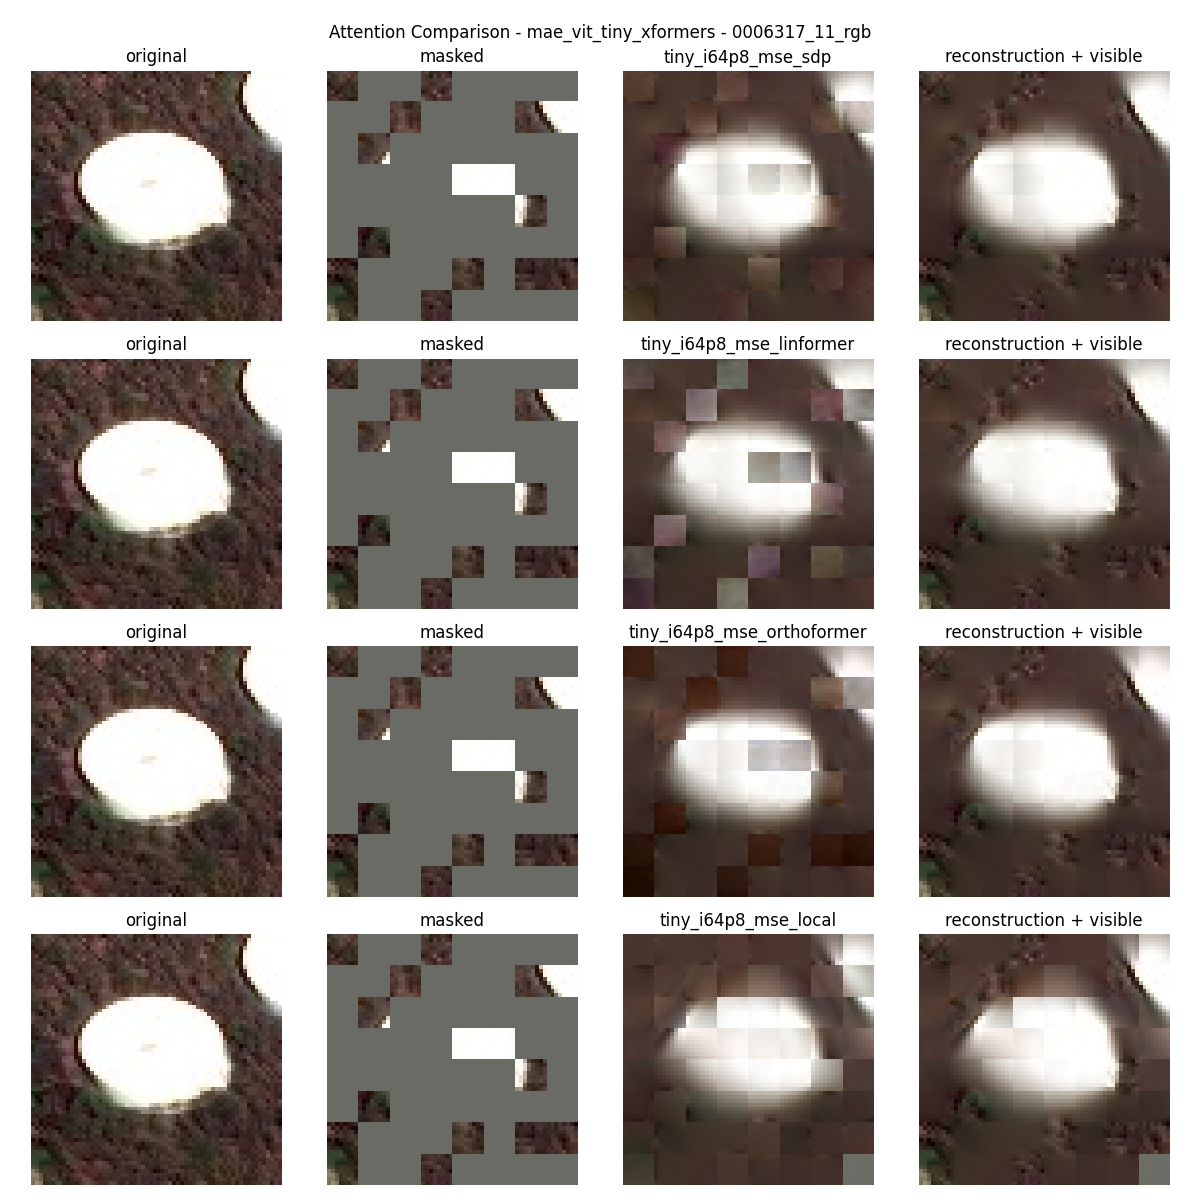 Attention Comparison - mae_vit_tiny_xformers - 0006317_11_rgb
original masked tiny_i64p8_mse_sdp reconstruction + visible
original masked tiny_i64p8_mse_linformer reconstruction + visible
original masked tiny_i64p8_mse_orthoformer reconstruction + visible
original masked tiny_i64p8_mse_local reconstruction + visible